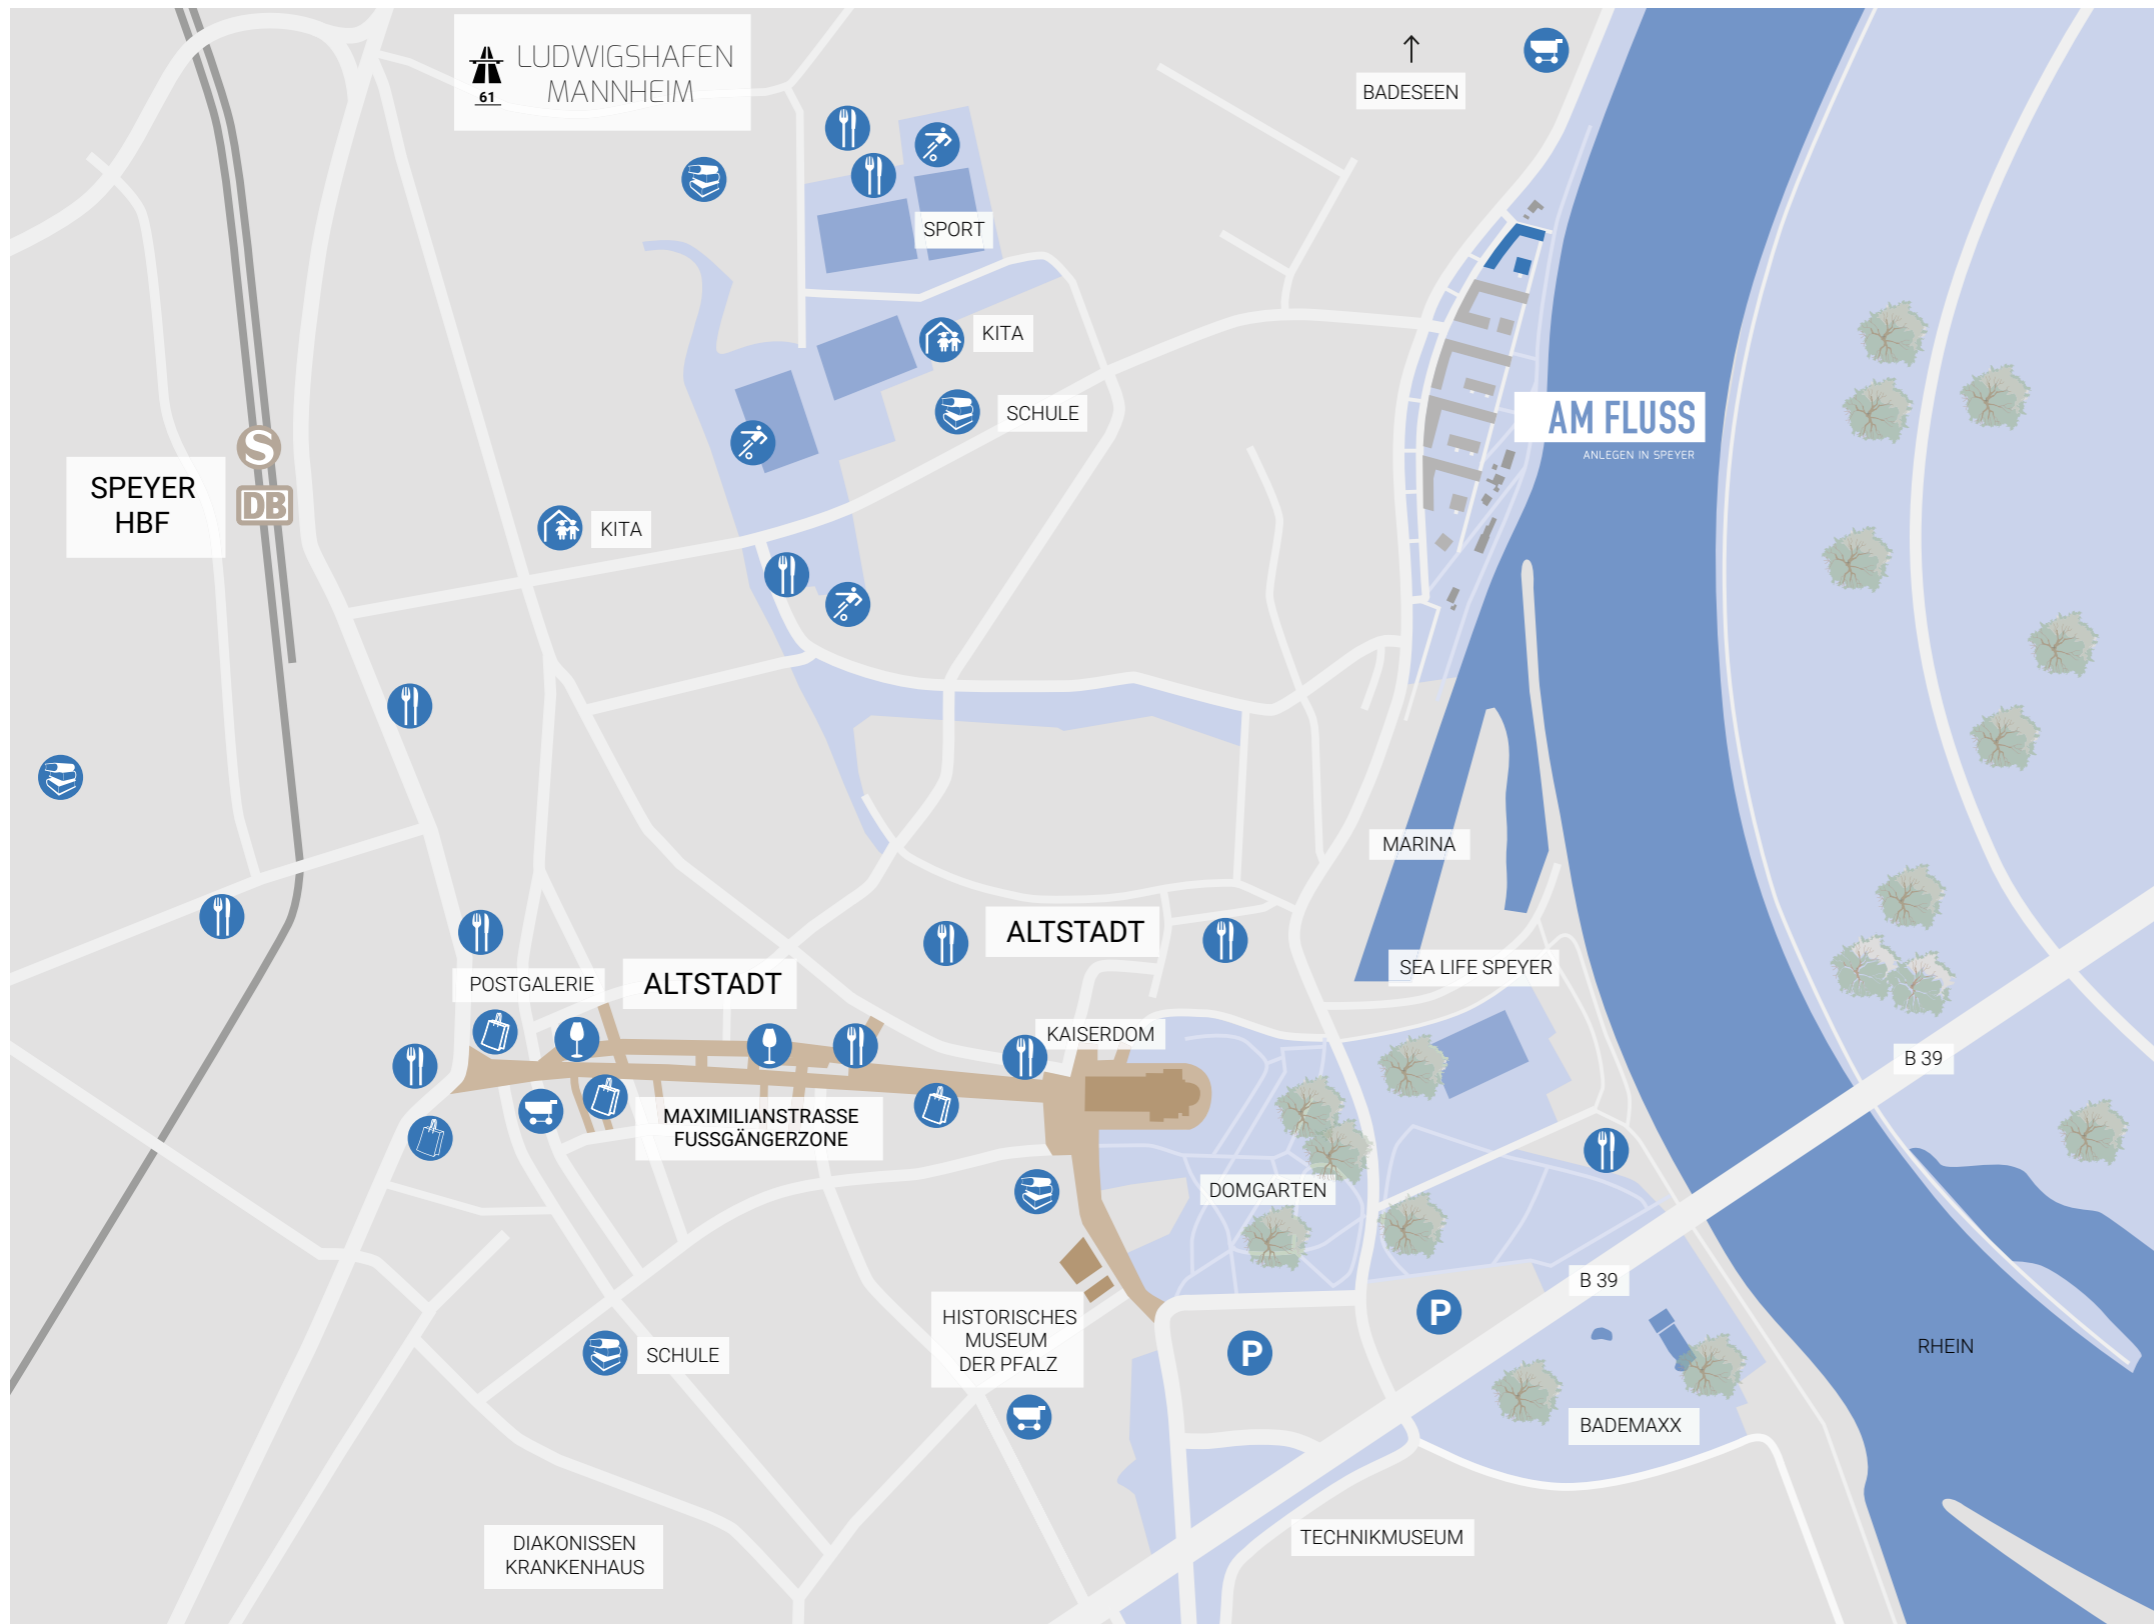 LUDWIGSHAFEN
MANNHEIM
61
BADESEEN
SPORT
KITA
SCHULE
AM FLUSS
ANLEGEN IN SPEYER
S
SPEYER
HBF
DB
KITA
MARINA
ALTSTADT
SEA LIFE SPEYER
POSTGALERIE
ALTSTADT
KAISERDOM
B 39
MAXIMILIANSTRASSE
FUSSGÄNGERZONE
DOMGARTEN
B 39
P
HISTORISCHES
MUSEUM
DER PFALZ
P
RHEIN
SCHULE
BADEMAXX
TECHNIKMUSEUM
DIAKONISSEN
KRANKENHAUS